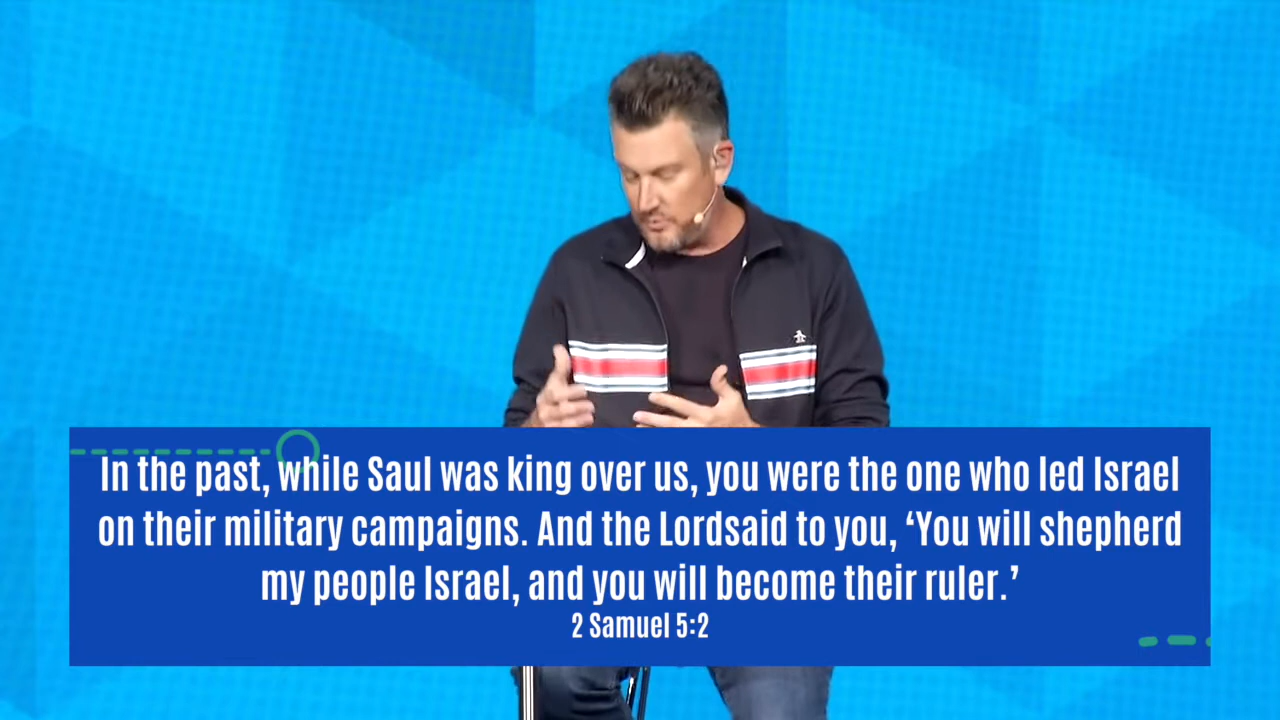 In the past, while Saul was king over us, you were the one who led Israel
on their military campaigns. And the Lordsaid to you, ‘You will shepherd
my people Israel, and you will become their ruler.’
2 Samuel 5:2